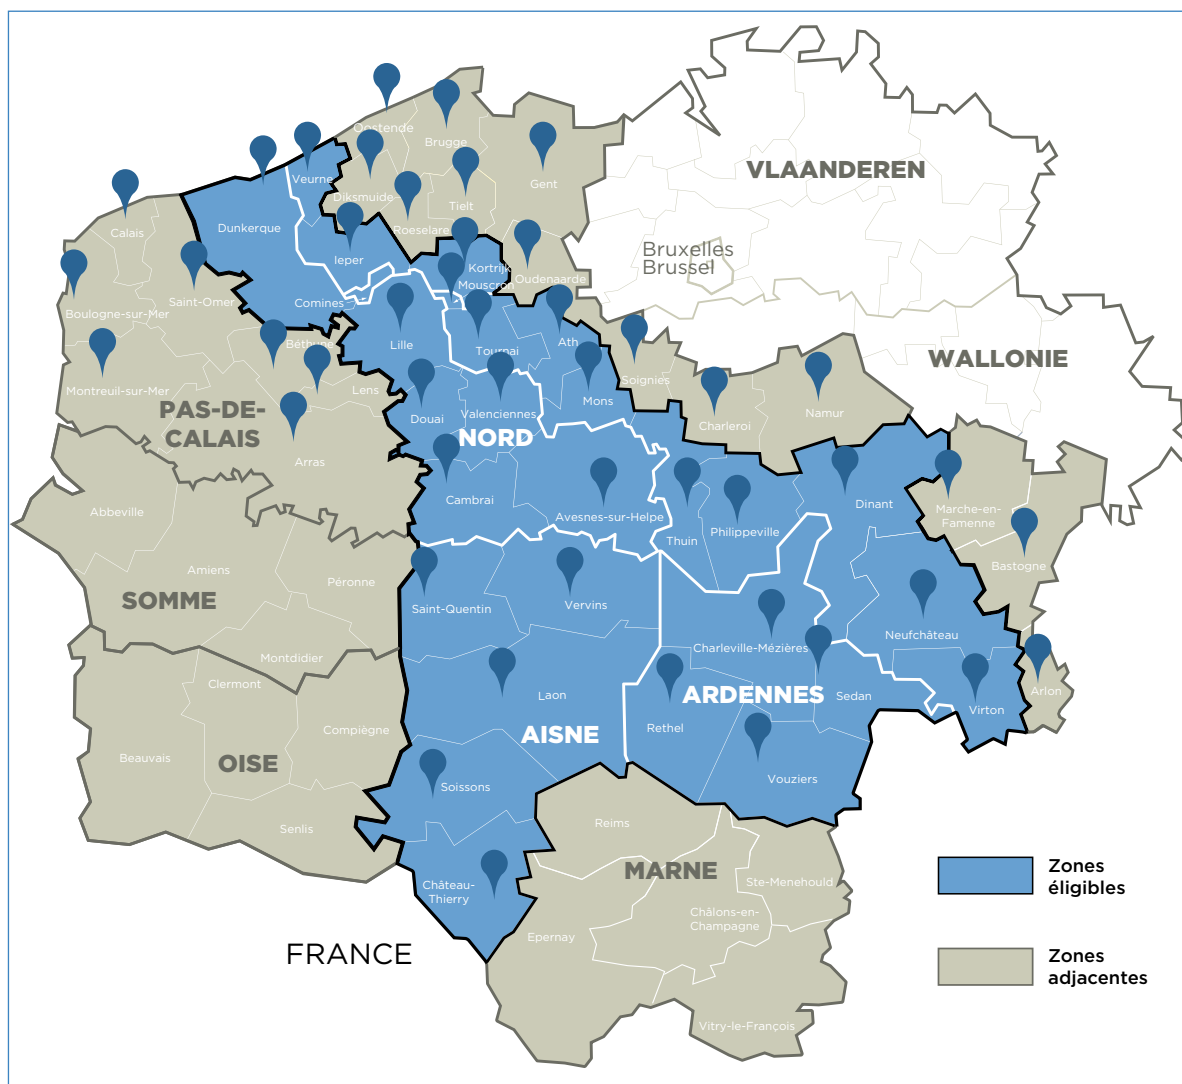 Oostende
Brugge
VLAANDEREN
Veurne
Gent
Diksmuide-
Tielt
Dunkerque
Calais
Roeselare
Bruxelles
Brussel
Ieper
Kortrijk
Oudenaarde
Mouscron
Saint-Omer
Comines
Boulogne-sur-Mer
Béthune
Lille
Tournai
Ath
WALLONIE
Soignies
Montreuil-sur-Mer
Lens
Mons
PAS-DE-
CALAIS
Douai
Valenciennes
Charleroi
Namur
NORD
Arras
Cambrai
Abbeville
Avesnes-sur-Helpe
Thuin
Philippeville
Dinant
Marche-en-
Famenne
Bastogne
Amiens
Péronne
SOMME
Saint-Quentin
Vervins
Neufchâteau
Montdidier
Charleville-Mézières
Clermont
Laon
ARDENNES
Sedan
Arlon
Virton
Compiègne
Rethel
AISNE
Beauvais
OISE
Soissons
Vouziers
Senlis
Reims
MARNE
Château-
Thierry
Ste-Menehould
Châlons-en-
Champagne
Epernay
FRANCE
Vitry-le-François
Zones
éligibles
Zones
adjacentes